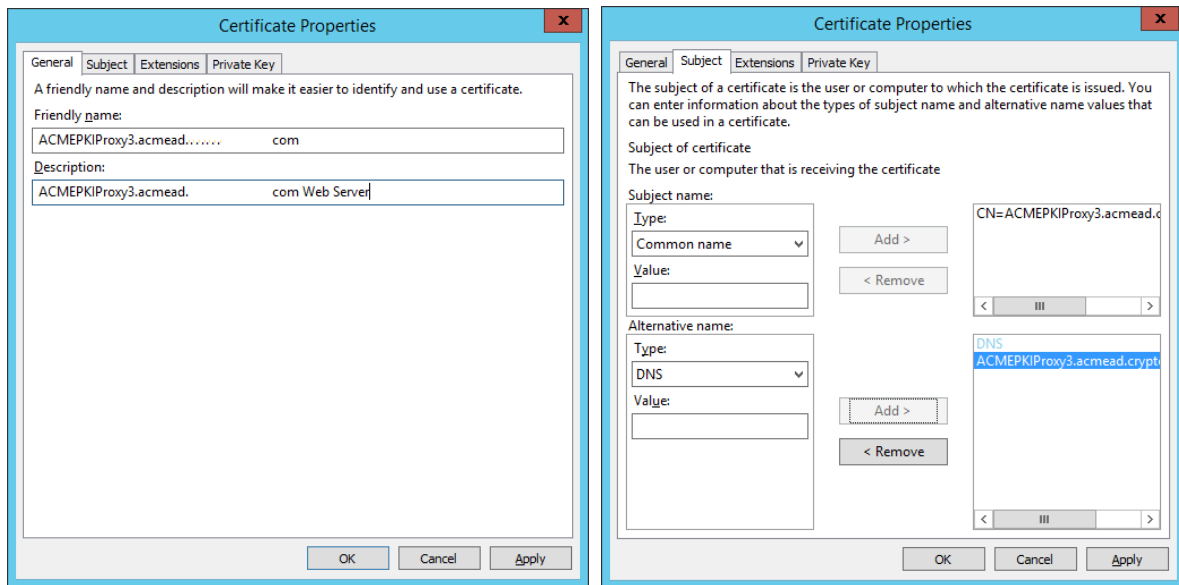 Certificate Properties
x
General Subject Extensions Private Key
A friendly name and description will make it easier to identify and use a certificate.
Friendly name:
ACMEPKIProxy3.acmead....... com
Description:
ACMEPKIProxy3.acmead. com Web Server
OK Cancel Apply
Certificate Properties
x
General Subject Extensions Private Key
The subject of a certificate is the user or computer to which the certificate is issued. You
can enter information about the types of subject name and alternative name values that
can be used in a certificate.
Subject of certificate
The user or computer that is receiving the certificate
Subject name:
Type:
Common name
Value:
Add >
< Remove
CN=ACMEPKIProxy3.acmead.c
Alternative name:
Type:
DNS
Value:
Add >
< Remove
DNS
ACMEPKIProxy3.acmead.crypto
OK Cancel Apply